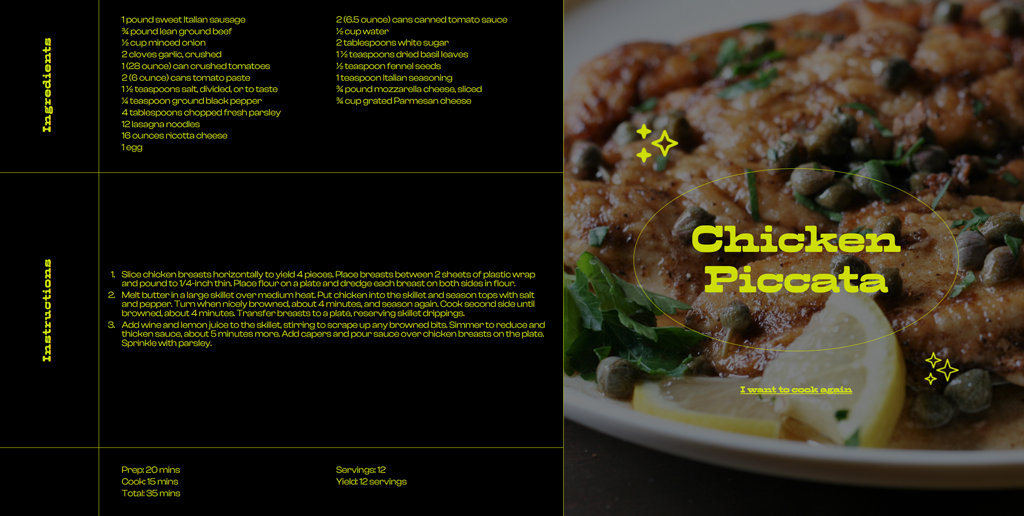 Ingredients
1 pound sweet Italian sausage
¾ pound lean ground beef
½ cup minced onion
2 cloves garlic, crushed
1 (28 ounce) can crushed tomatoes
2 (6 ounce) cans tomato paste
1 ½ teaspoons salt, divided, or to taste
¼ teaspoon ground black pepper
4 tablespoons chopped fresh parsley
12 lasagna noodles
16 ounces ricotta cheese
1 egg
2 (6.5 ounce) cans canned tomato sauce
½ cup water
2 tablespoons white sugar
1 ½ teaspoons dried basil leaves
½ teaspoon fennel seeds
1 teaspoon Italian seasoning
¾ pound mozzarella cheese, sliced
¾ cup grated Parmesan cheese
Instructions
1. Slice chicken breasts horizontally to yield 4 pieces. Place breasts between 2 sheets of plastic wrap
and pound to 1/4-inch thin. Place flour on a plate and dredge each breast on both sides in flour.
2. Melt butter in a large skillet over medium heat. Put chicken into the skillet and season tops with salt
and pepper. Turn when nicely browned, about 4 minutes, and season again. Cook second side until
browned, about 4 minutes. Transfer breasts to a plate, reserving skillet drippings.
3. Add wine and lemon juice to the skillet, stirring to scrape up any browned bits. Simmer to reduce and
thicken sauce, about 5 minutes more. Add capers and pour sauce over chicken breasts on the plate.
Sprinkle with parsley.
Prep: 20 mins
Cook: 15 mins
Total: 35 mins
Servings: 12
Yield: 12 servings
Chicken
Piccata
I want to cook again